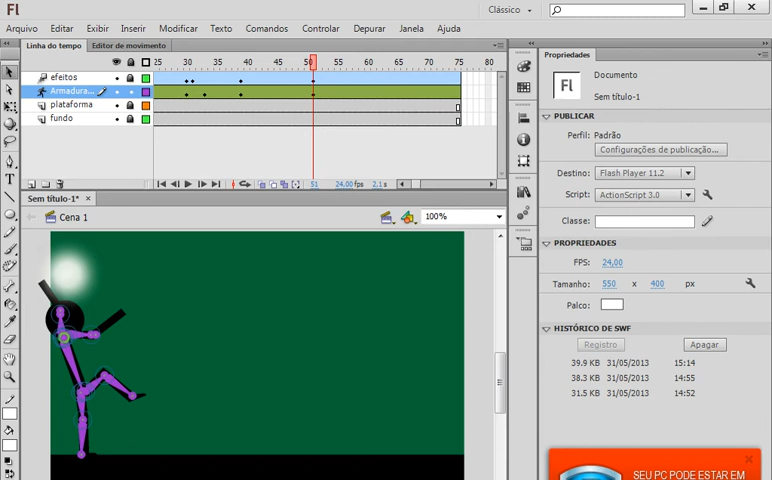 Fl
Clássico
Arquivo Editar Exibir Inserir Modificar Texto Comandos Controlar Depurar Janela Ajuda
Linha do tempo Editor de movimento
25 30 35 40 45 50 55 60 65 70 75 80
efeitos
Armadura...
plataforma
fundo
51 24,00 fps 2,1 s
Sem título-1* ×
Cena 1
100%
T
Propriedades
Fl
Documento
Sem título-1
PUBLICAR
Perfil: Padrão
Configurações de publicação...
Destino: Flash Player 11.2
Script: ActionScript 3.0
Classe:
PROPRIEDADES
FPS: 24,00
Tamanho: 550 x 400 px
Palco:
HISTÓRICO DE SWF
Registro Apagar
39.9 KB 31/05/2013 15:14
38.3 KB 31/05/2013 14:55
31.5 KB 31/05/2013 14:52
SEU PC PODE ESTAR EM